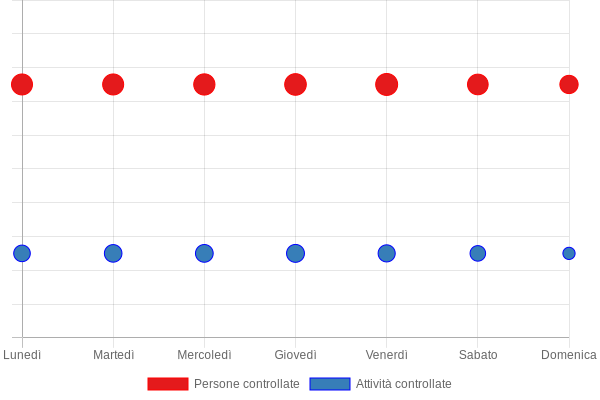 Lunedì Martedì Mercoledì Giovedì Venerdì Sabato Domenica
Persone controllate Attività controllate